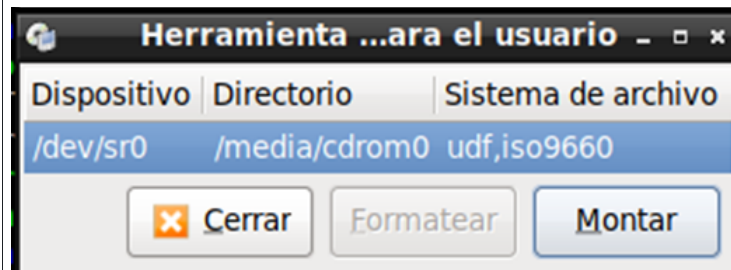 Herramienta ...ara el usuario
Dispositivo Directorio Sistema de archivo
/dev/sr0 /media/cdrom0 udf,iso9660
Cerrar Formatear Montar